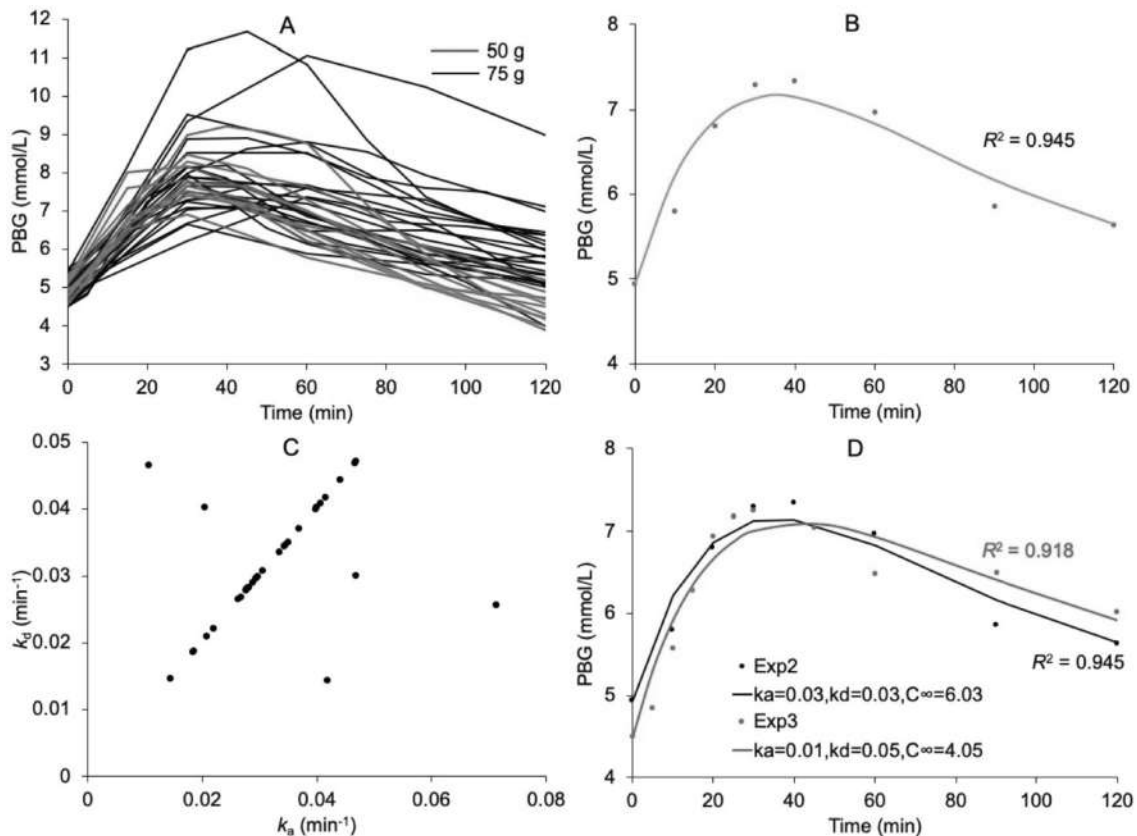 A
50 g
75 g
PBG (mmol/L)
12
11
10
9
8
7
6
5
4
3
0 20 40 60 80 100 120
Time (min)
B
R² = 0.945
PBG (mmol/L)
8
7
6
5
4
0 20 40 60 80 100 120
Time (min)
C
kd (min⁻¹)
0.05
0.04
0.03
0.02
0.01
0
0 0.02 0.04 0.06 0.08
ka (min⁻¹)
D
R² = 0.918
R² = 0.945
PBG (mmol/L)
8
7
6
5
4
Exp2
ka=0.03,kd=0.03,C∞=6.03
Exp3
ka=0.01,kd=0.05,C∞=4.05
0 20 40 60 80 100 120
Time (min)